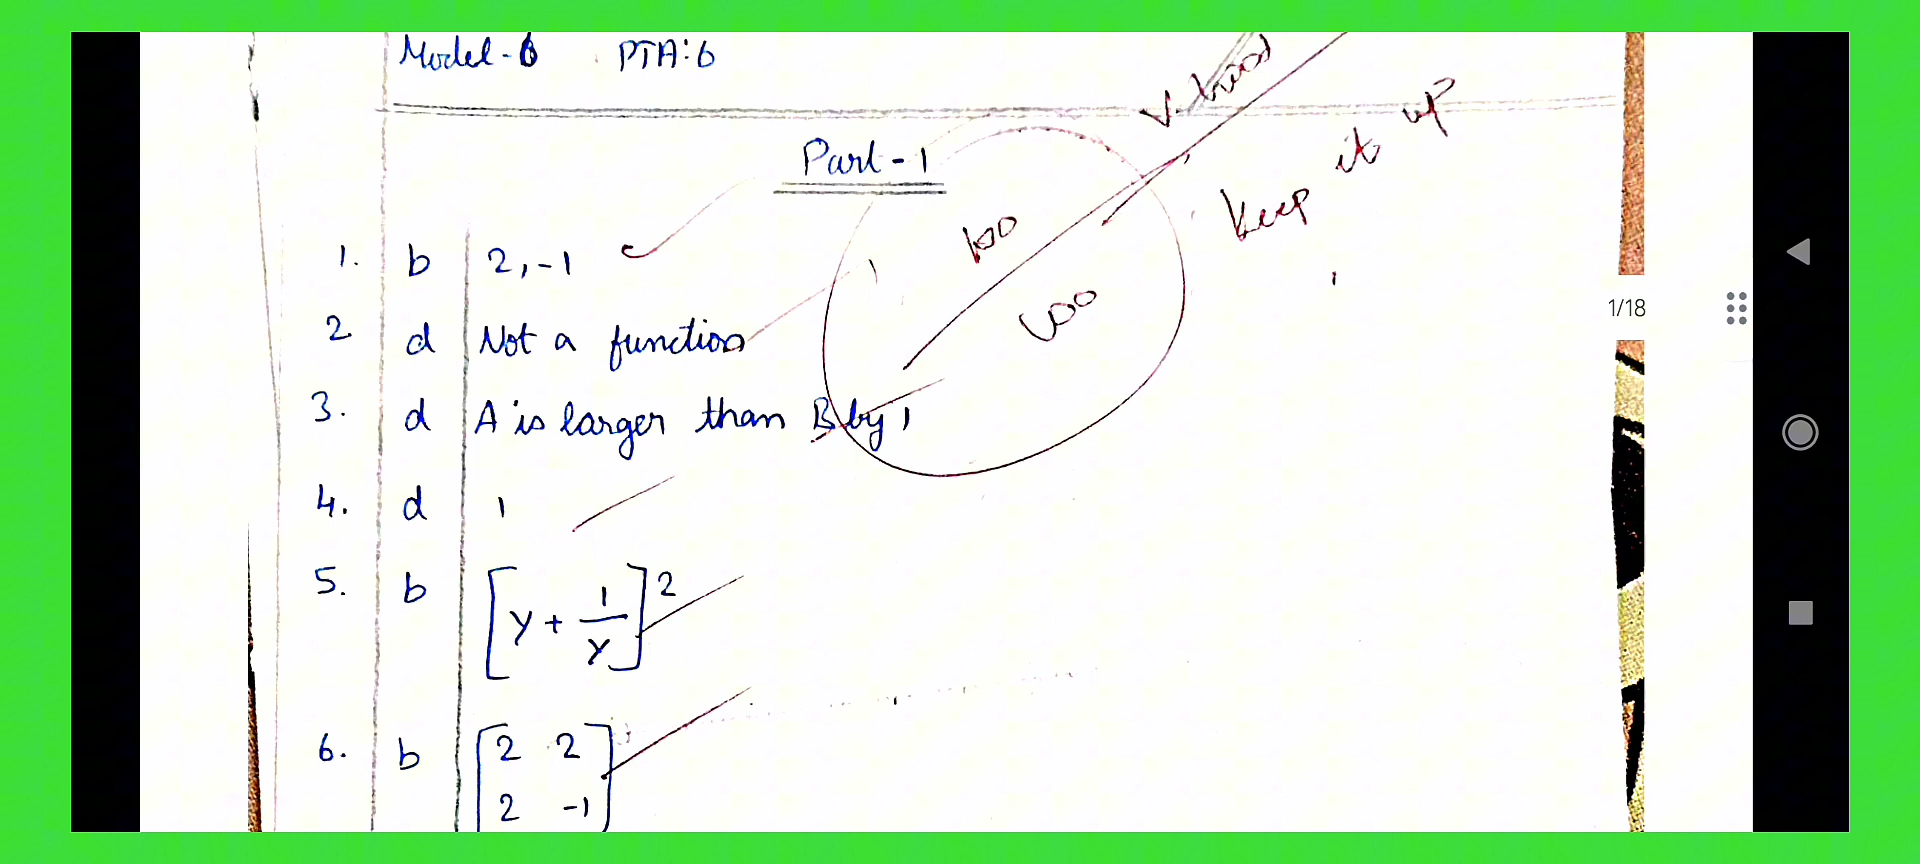 Model-6 PTA:6
V. Good
Keep it up
Part-1
100
100
1. b 2,-1
2. d Not a function
3. d A is larger than B by 1
4. d 1
5. b [y + 1/y]2
6. b [2 2
2 -1]
1/18